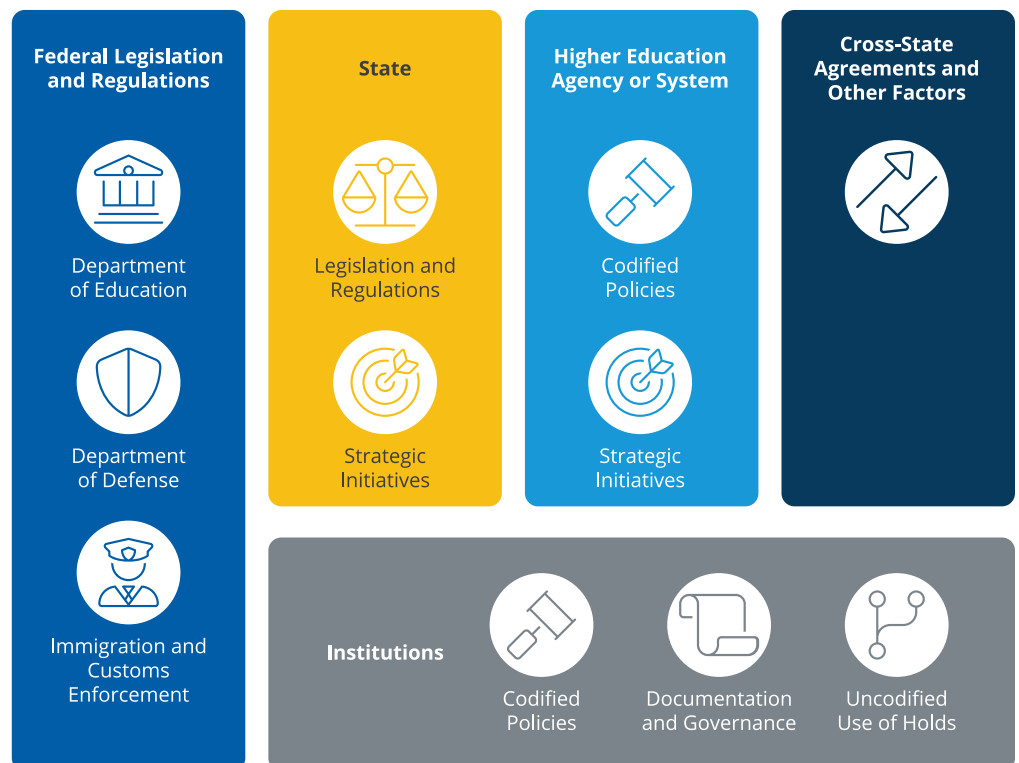 Federal Legislation
and Regulations
Department
of Education
Department
of Defense
Immigration and
Customs
Enforcement
State
Legislation and
Regulations
Strategic
Initiatives
Higher Education
Agency or System
Codified
Policies
Strategic
Initiatives
Cross-State
Agreements and
Other Factors
Institutions
Codified
Policies
Documentation
and Governance
Uncodified
Use of Holds